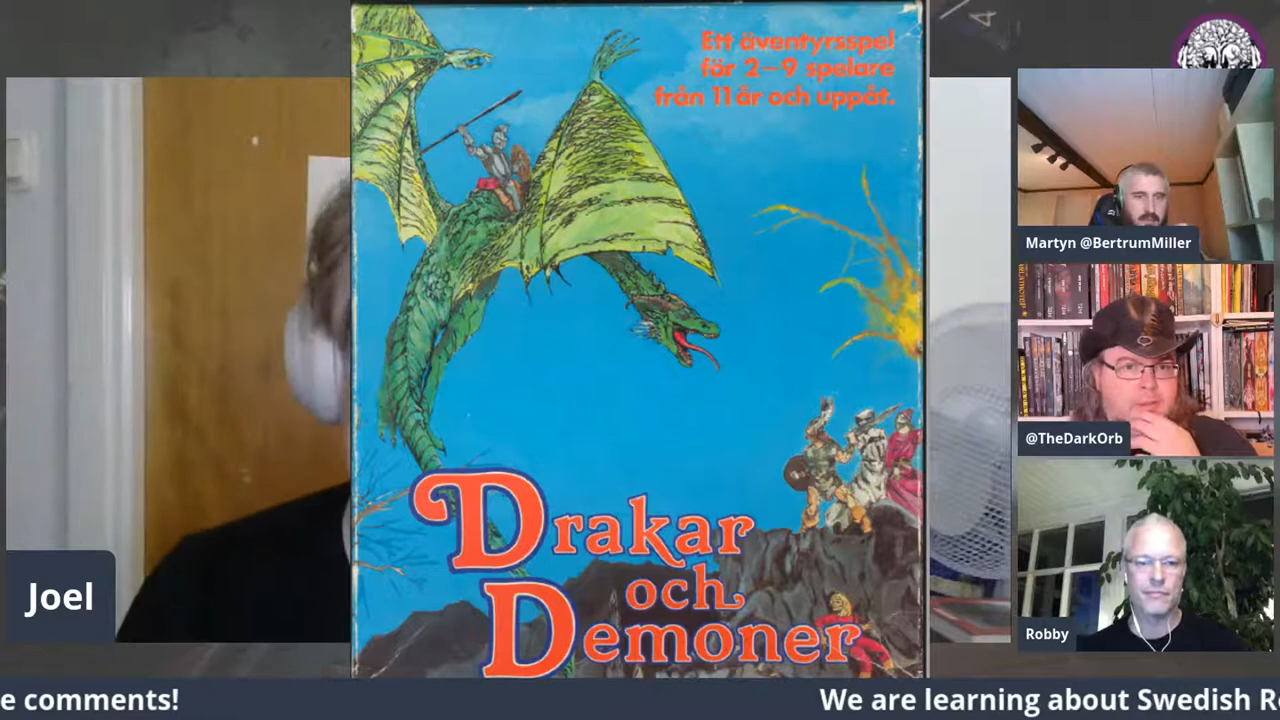 Ett äventyrsspel
för 2–9 spelare
från 11 år och uppåt.
Drakar
och
Demoner
Joel
Martyn @BertrumMiller
@TheDarkOrb
Robby
e comments!
We are learning about Swedish R